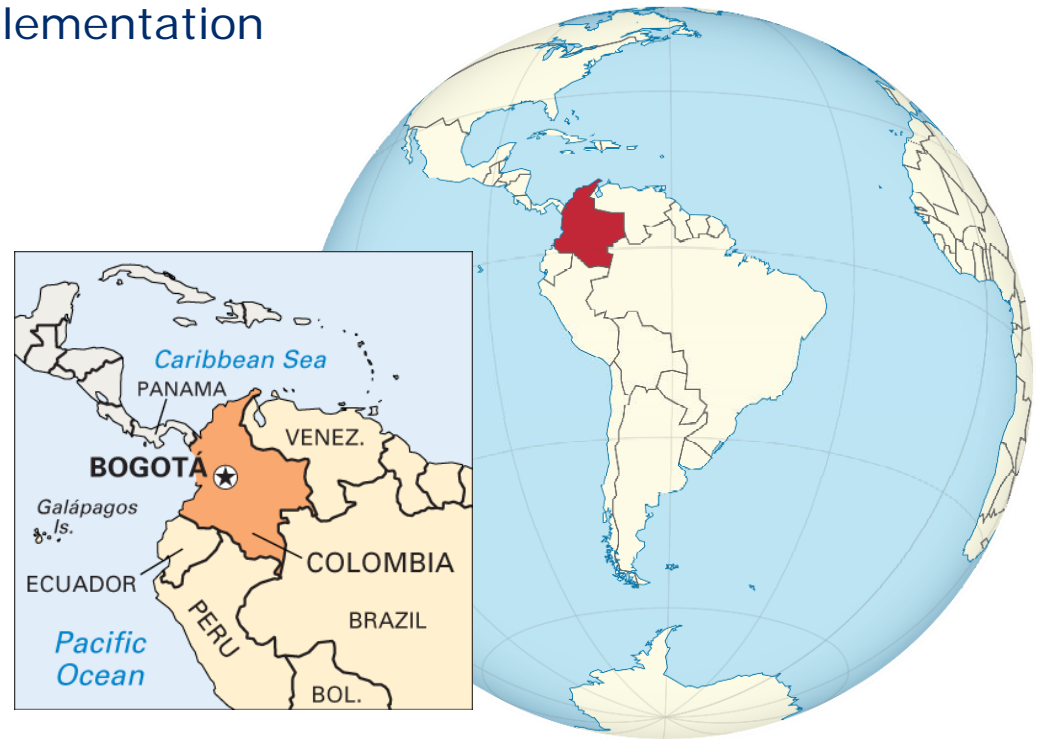 lementation
Caribbean Sea
PANAMA
VENEZ.
BOGOTÁ
Galápagos
Is.
COLOMBIA
ECUADOR
PERU
BRAZIL
Pacific
Ocean
BOL.